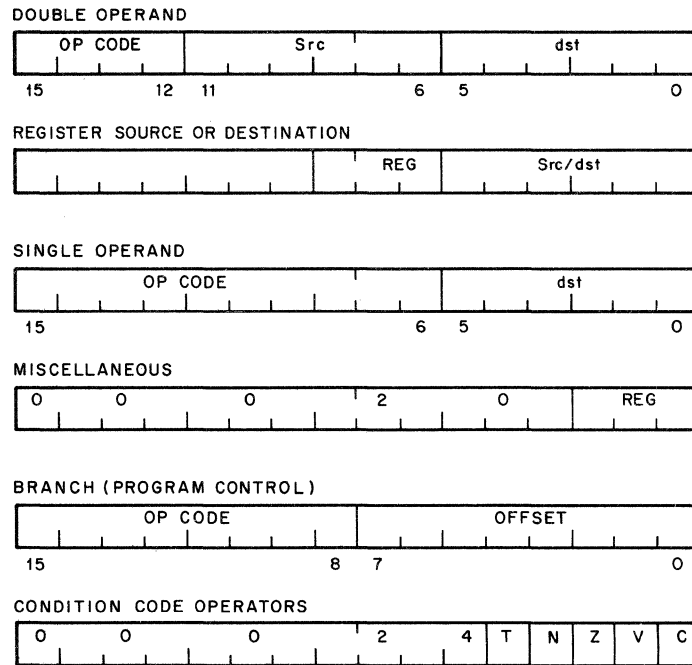 DOUBLE OPERAND
OP CODE Src dst
15 12 11 6 5 0
REGISTER SOURCE OR DESTINATION
REG Src/dst
SINGLE OPERAND
OP CODE dst
15 6 5 0
MISCELLANEOUS
0 0 0 2 0 REG
BRANCH (PROGRAM CONTROL)
OP CODE OFFSET
15 8 7 0
CONDITION CODE OPERATORS
0 0 0 2 4 T N Z V C